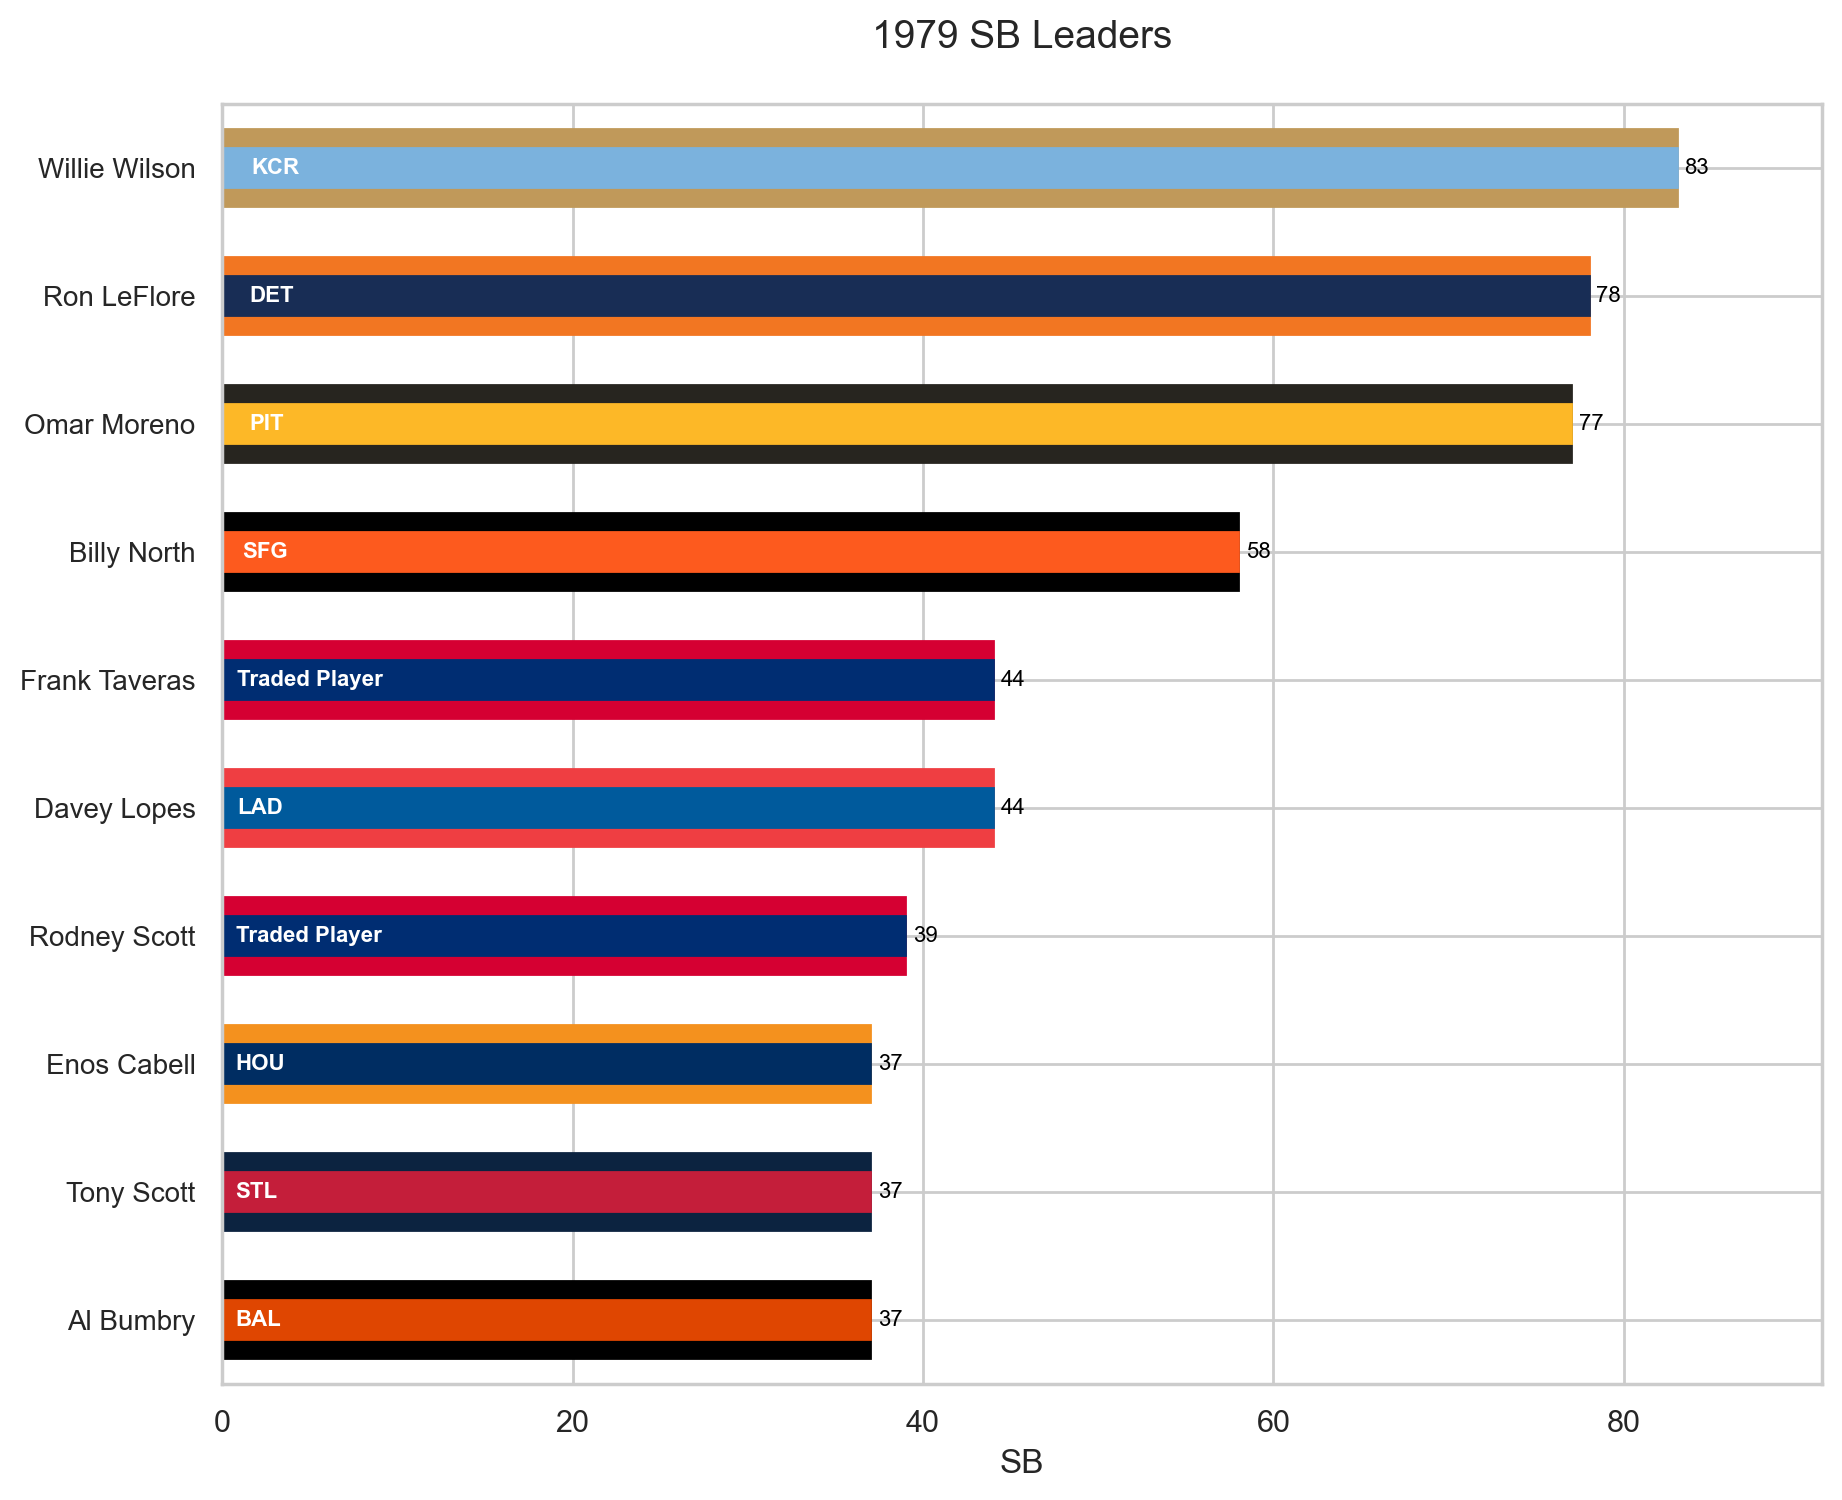 1979 SB Leaders
Willie Wilson
KCR
83
Ron LeFlore
DET
78
Omar Moreno
PIT
77
Billy North
SFG
58
Frank Taveras
Traded Player
44
Davey Lopes
LAD
44
Rodney Scott
Traded Player
39
Enos Cabell
HOU
37
Tony Scott
STL
37
Al Bumbry
BAL
37
0 20 40 60 80
SB